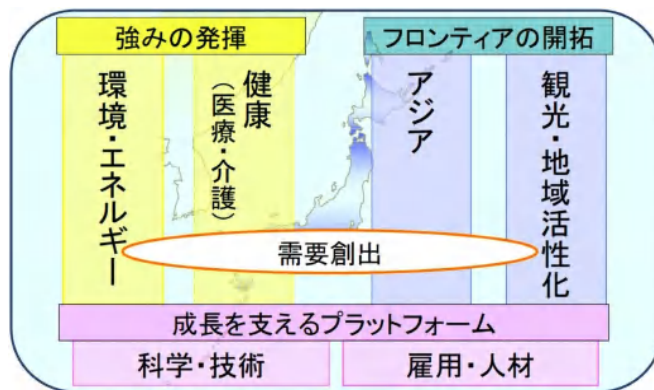 強みの発揮
フロンティアの開拓
環境・エネルギー
健康
（医療・介護）
アジア
観光・地域活性化
需要創出
成長を支えるプラットフォーム
科学・技術
雇用・人材